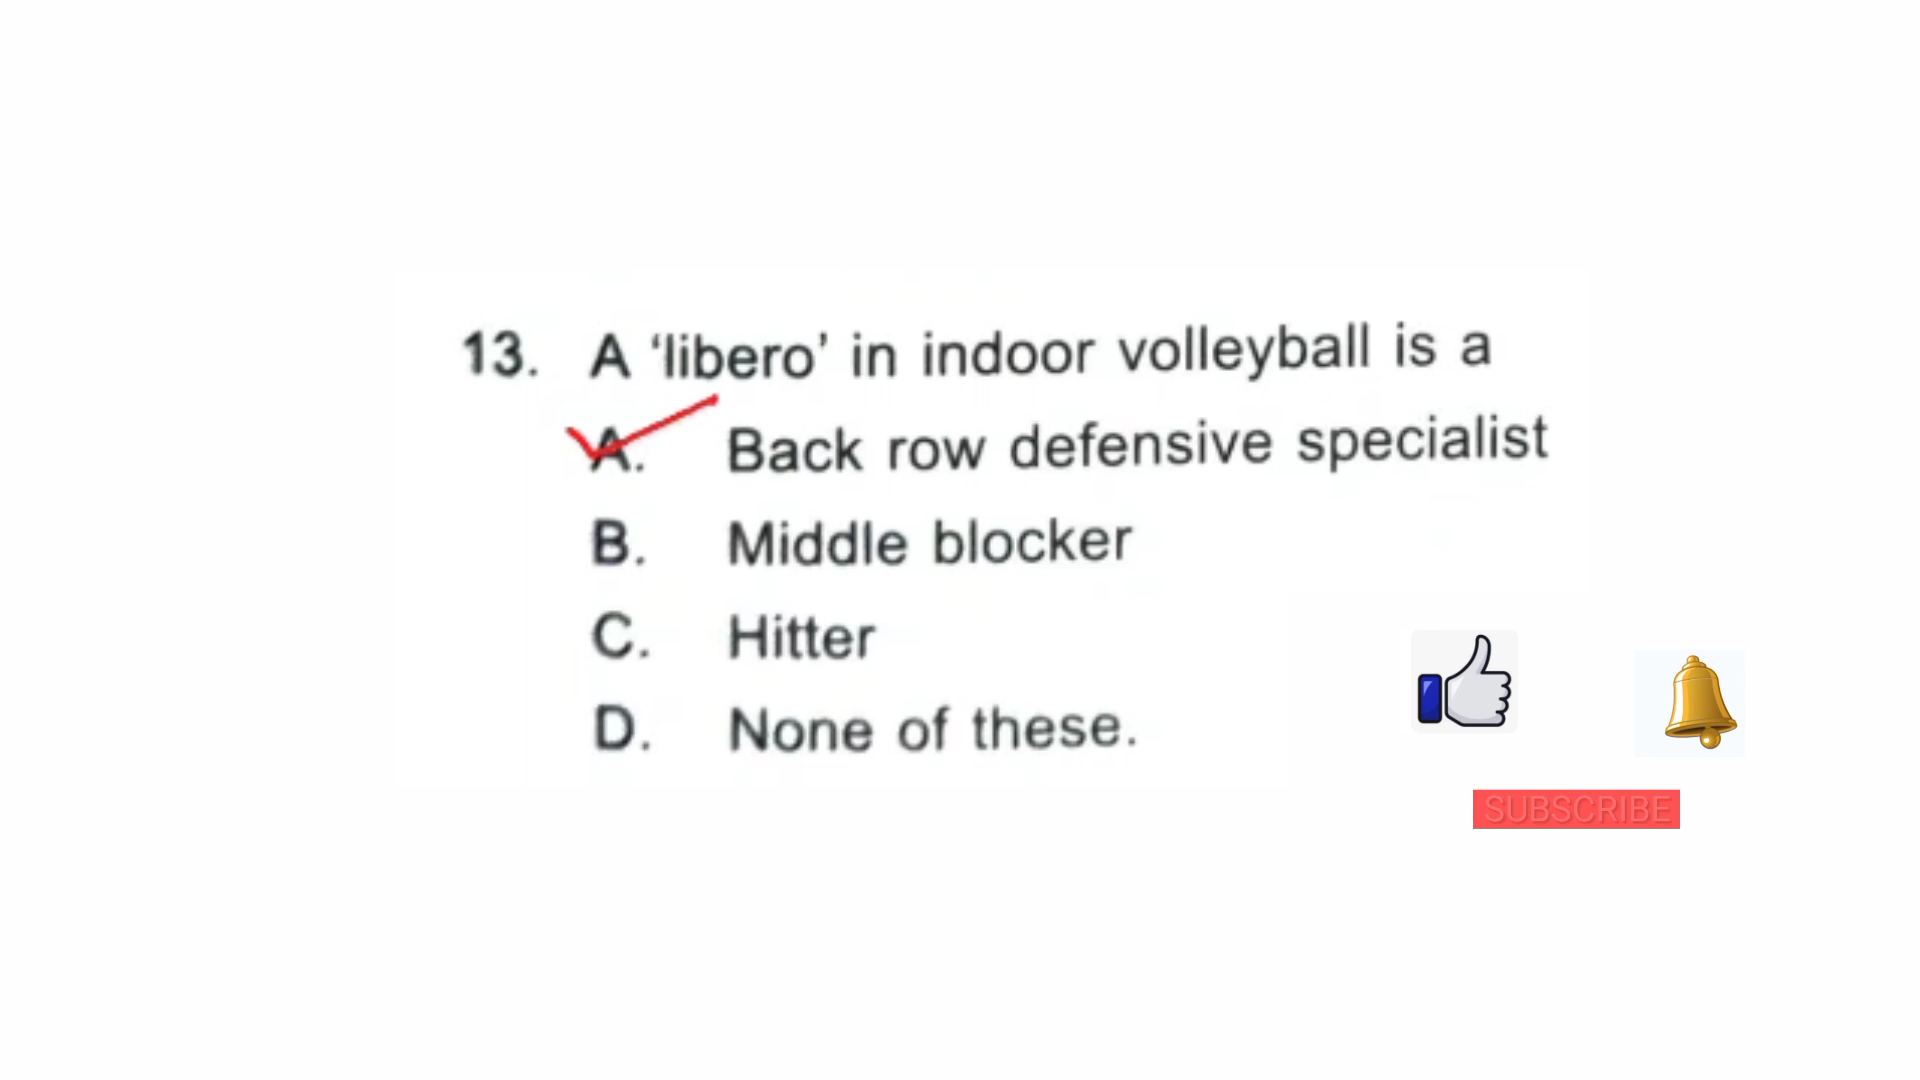 13. A ‘libero’ in indoor volleyball is a
A. Back row defensive specialist
B. Middle blocker
C. Hitter
D. None of these.
SUBSCRIBE